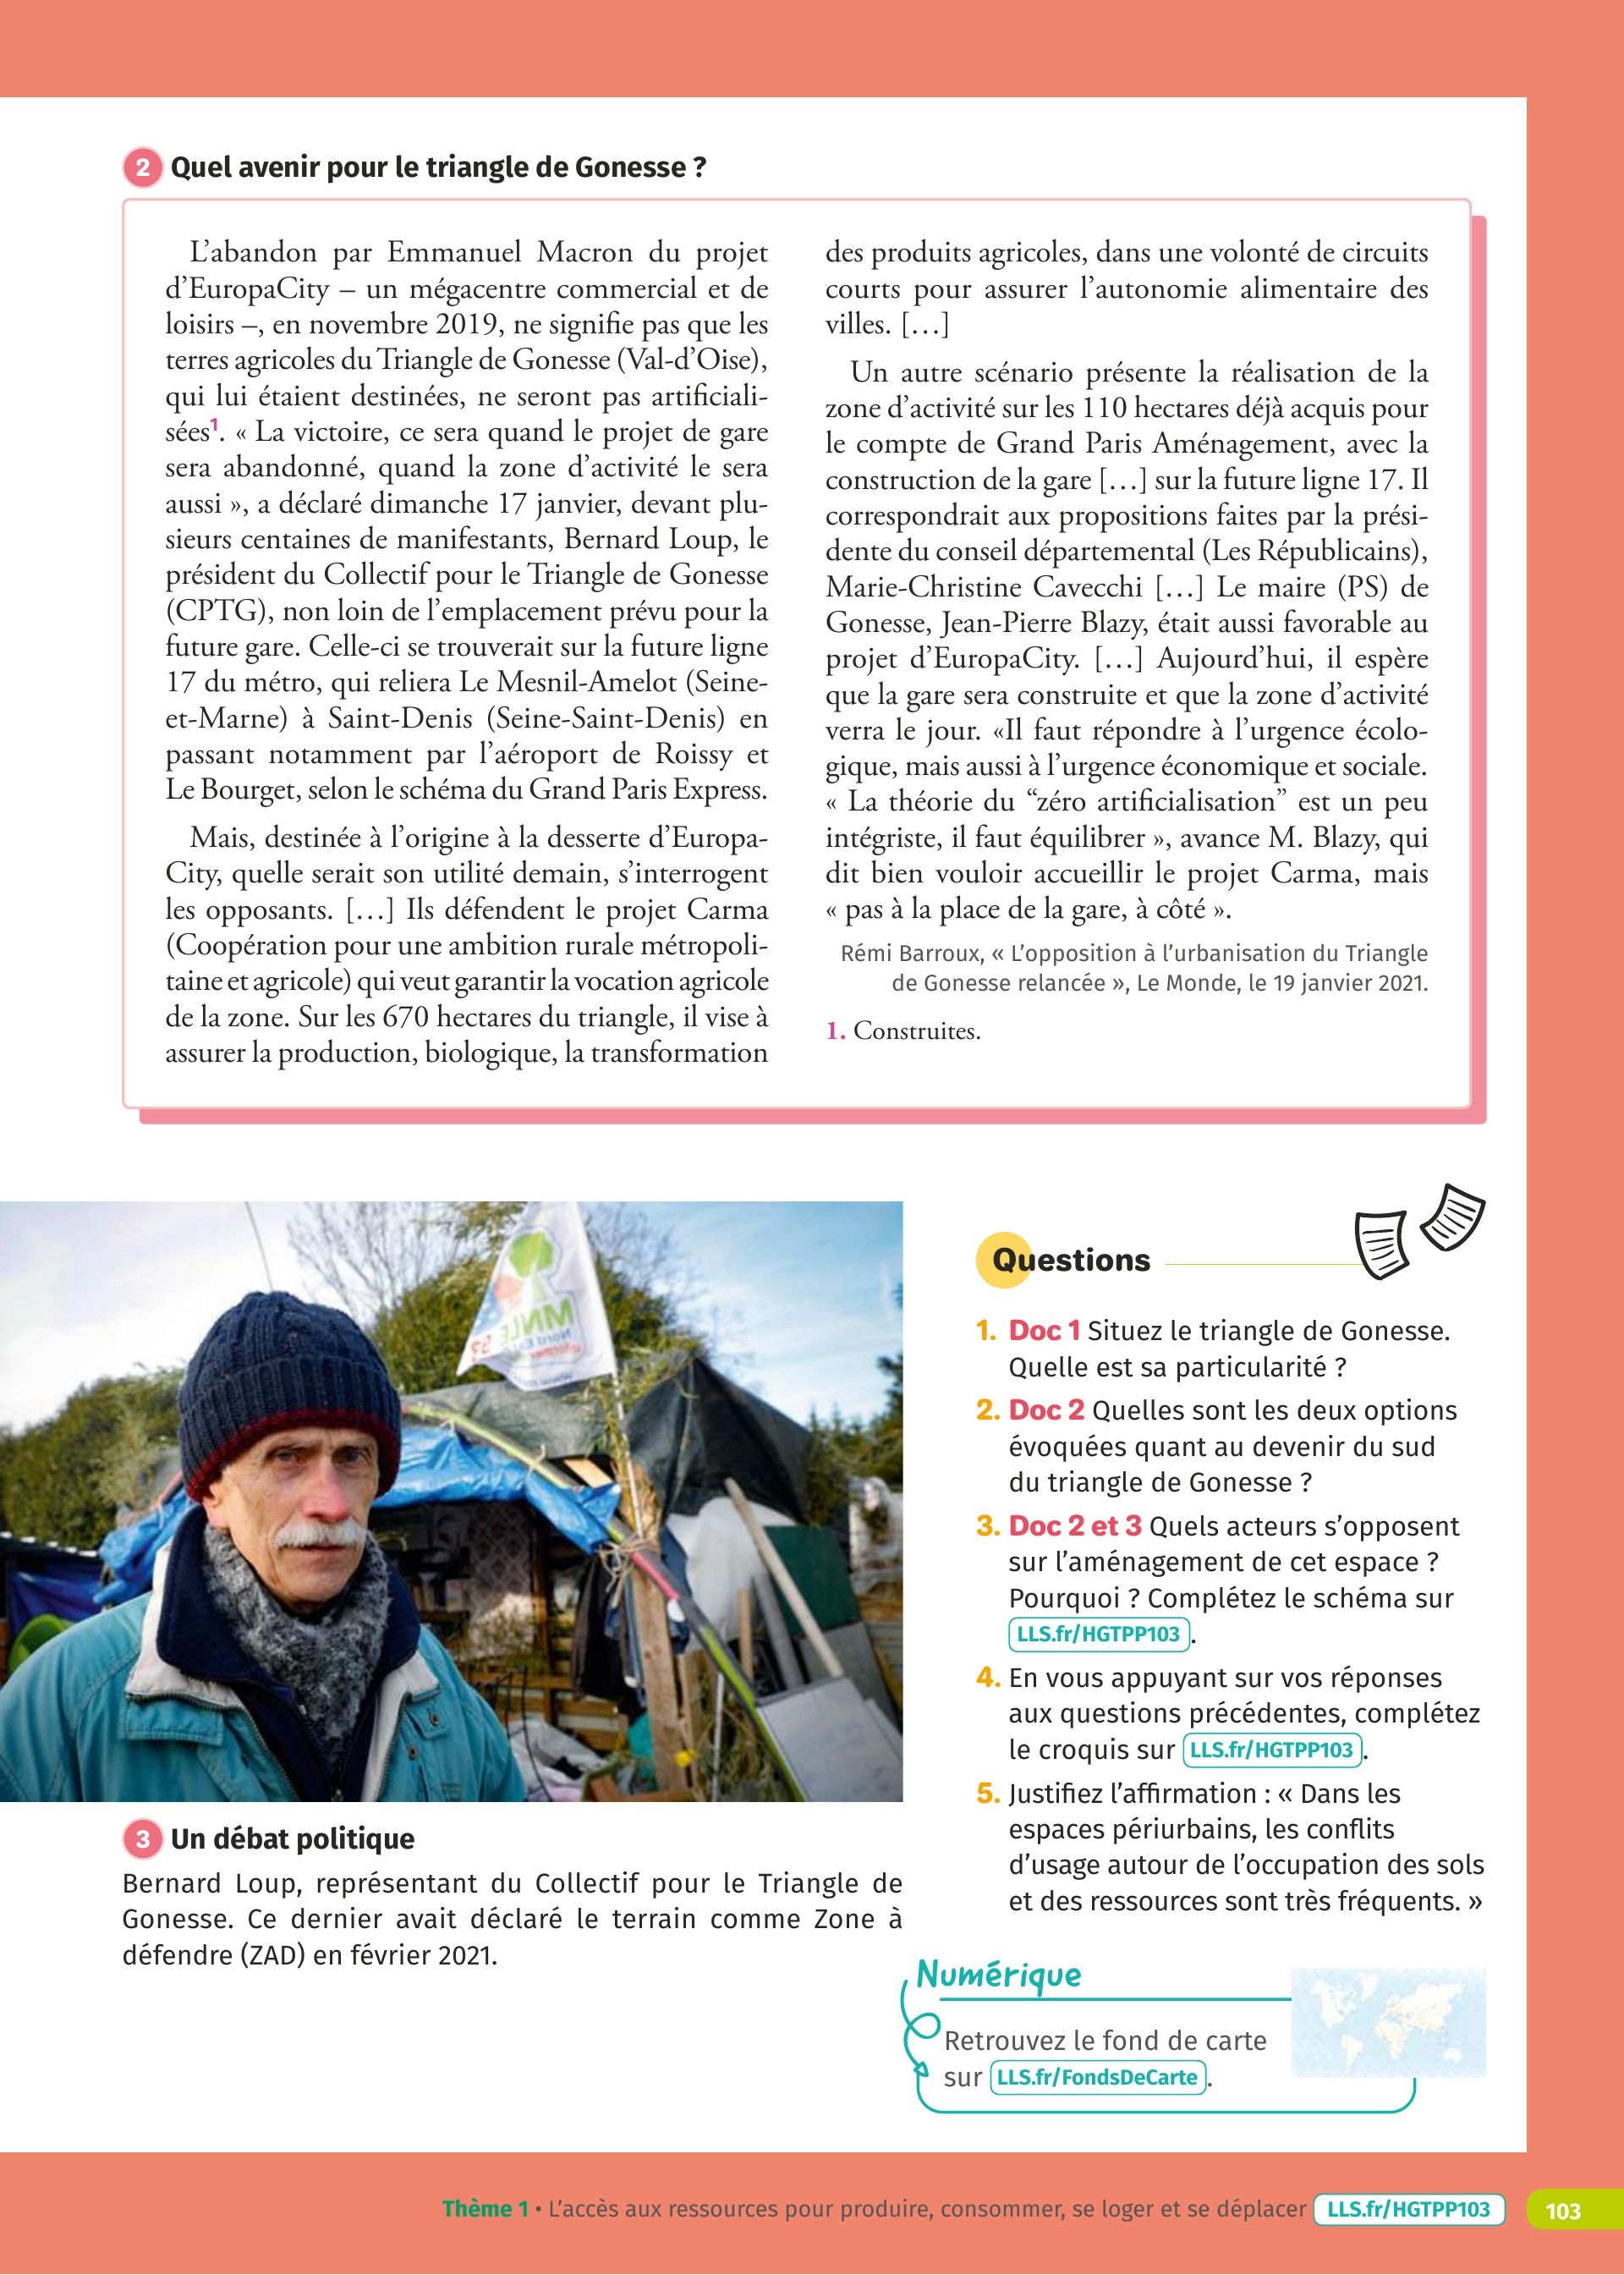 2 Quel avenir pour le triangle de Gonesse ?
L’abandon par Emmanuel Macron du projet
d’EuropaCity – un mégacentre commercial et de
loisirs –, en novembre 2019, ne signifie pas que les
terres agricoles du Triangle de Gonesse (Val-d’Oise),
qui lui étaient destinées, ne seront pas artificiali-
sées¹. « La victoire, ce sera quand le projet de gare
sera abandonné, quand la zone d’activité le sera
aussi », a déclaré dimanche 17 janvier, devant plu-
sieurs centaines de manifestants, Bernard Loup, le
président du Collectif pour le Triangle de Gonesse
(CPTG), non loin de l’emplacement prévu pour la
future gare. Celle-ci se trouverait sur la future ligne
17 du métro, qui reliera Le Mesnil-Amelot (Seine-
et-Marne) à Saint-Denis (Seine-Saint-Denis) en
passant notamment par l’aéroport de Roissy et
Le Bourget, selon le schéma du Grand Paris Express.
Mais, destinée à l’origine à la desserte d’Europa-
City, quelle serait son utilité demain, s’interrogent
les opposants. […] Ils défendent le projet Carma
(Coopération pour une ambition rurale métropoli-
taine et agricole) qui veut garantir la vocation agricole
de la zone. Sur les 670 hectares du triangle, il vise à
assurer la production, biologique, la transformation
des produits agricoles, dans une volonté de circuits
courts pour assurer l’autonomie alimentaire des
villes. […]
Un autre scénario présente la réalisation de la
zone d’activité sur les 110 hectares déjà acquis pour
le compte de Grand Paris Aménagement, avec la
construction de la gare […] sur la future ligne 17. Il
correspondrait aux propositions faites par la prési-
dente du conseil départemental (Les Républicains),
Marie-Christine Cavecchi […] Le maire (PS) de
Gonesse, Jean-Pierre Blazy, était aussi favorable au
projet d’EuropaCity. […] Aujourd’hui, il espère
que la gare sera construite et que la zone d’activité
verra le jour. «Il faut répondre à l’urgence écolo-
gique, mais aussi à l’urgence économique et sociale.
« La théorie du “zéro artificialisation” est un peu
intégriste, il faut équilibrer », avance M. Blazy, qui
dit bien vouloir accueillir le projet Carma, mais
« pas à la place de la gare, à côté ».
Rémi Barroux, « L’opposition à l’urbanisation du Triangle
de Gonesse relancée », Le Monde, le 19 janvier 2021.
1. Construites.
MNLE
3 Un débat politique
Bernard Loup, représentant du Collectif pour le Triangle de
Gonesse. Ce dernier avait déclaré le terrain comme Zone à
défendre (ZAD) en février 2021.
Questions
1. Doc 1 Situez le triangle de Gonesse.
Quelle est sa particularité ?
2. Doc 2 Quelles sont les deux options
évoquées quant au devenir du sud
du triangle de Gonesse ?
3. Doc 2 et 3 Quels acteurs s’opposent
sur l’aménagement de cet espace ?
Pourquoi ? Complétez le schéma sur
LLS.fr/HGTPP103.
4. En vous appuyant sur vos réponses
aux questions précédentes, complétez
le croquis sur LLS.fr/HGTPP103.
5. Justifiez l’affirmation : « Dans les
espaces périurbains, les conflits
d’usage autour de l’occupation des sols
et des ressources sont très fréquents. »
Numérique
Retrouvez le fond de carte
sur LLS.fr/FondsDeCarte.
Thème 1 • L’accès aux ressources pour produire, consommer, se loger et se déplacer LLS.fr/HGTPP103 103